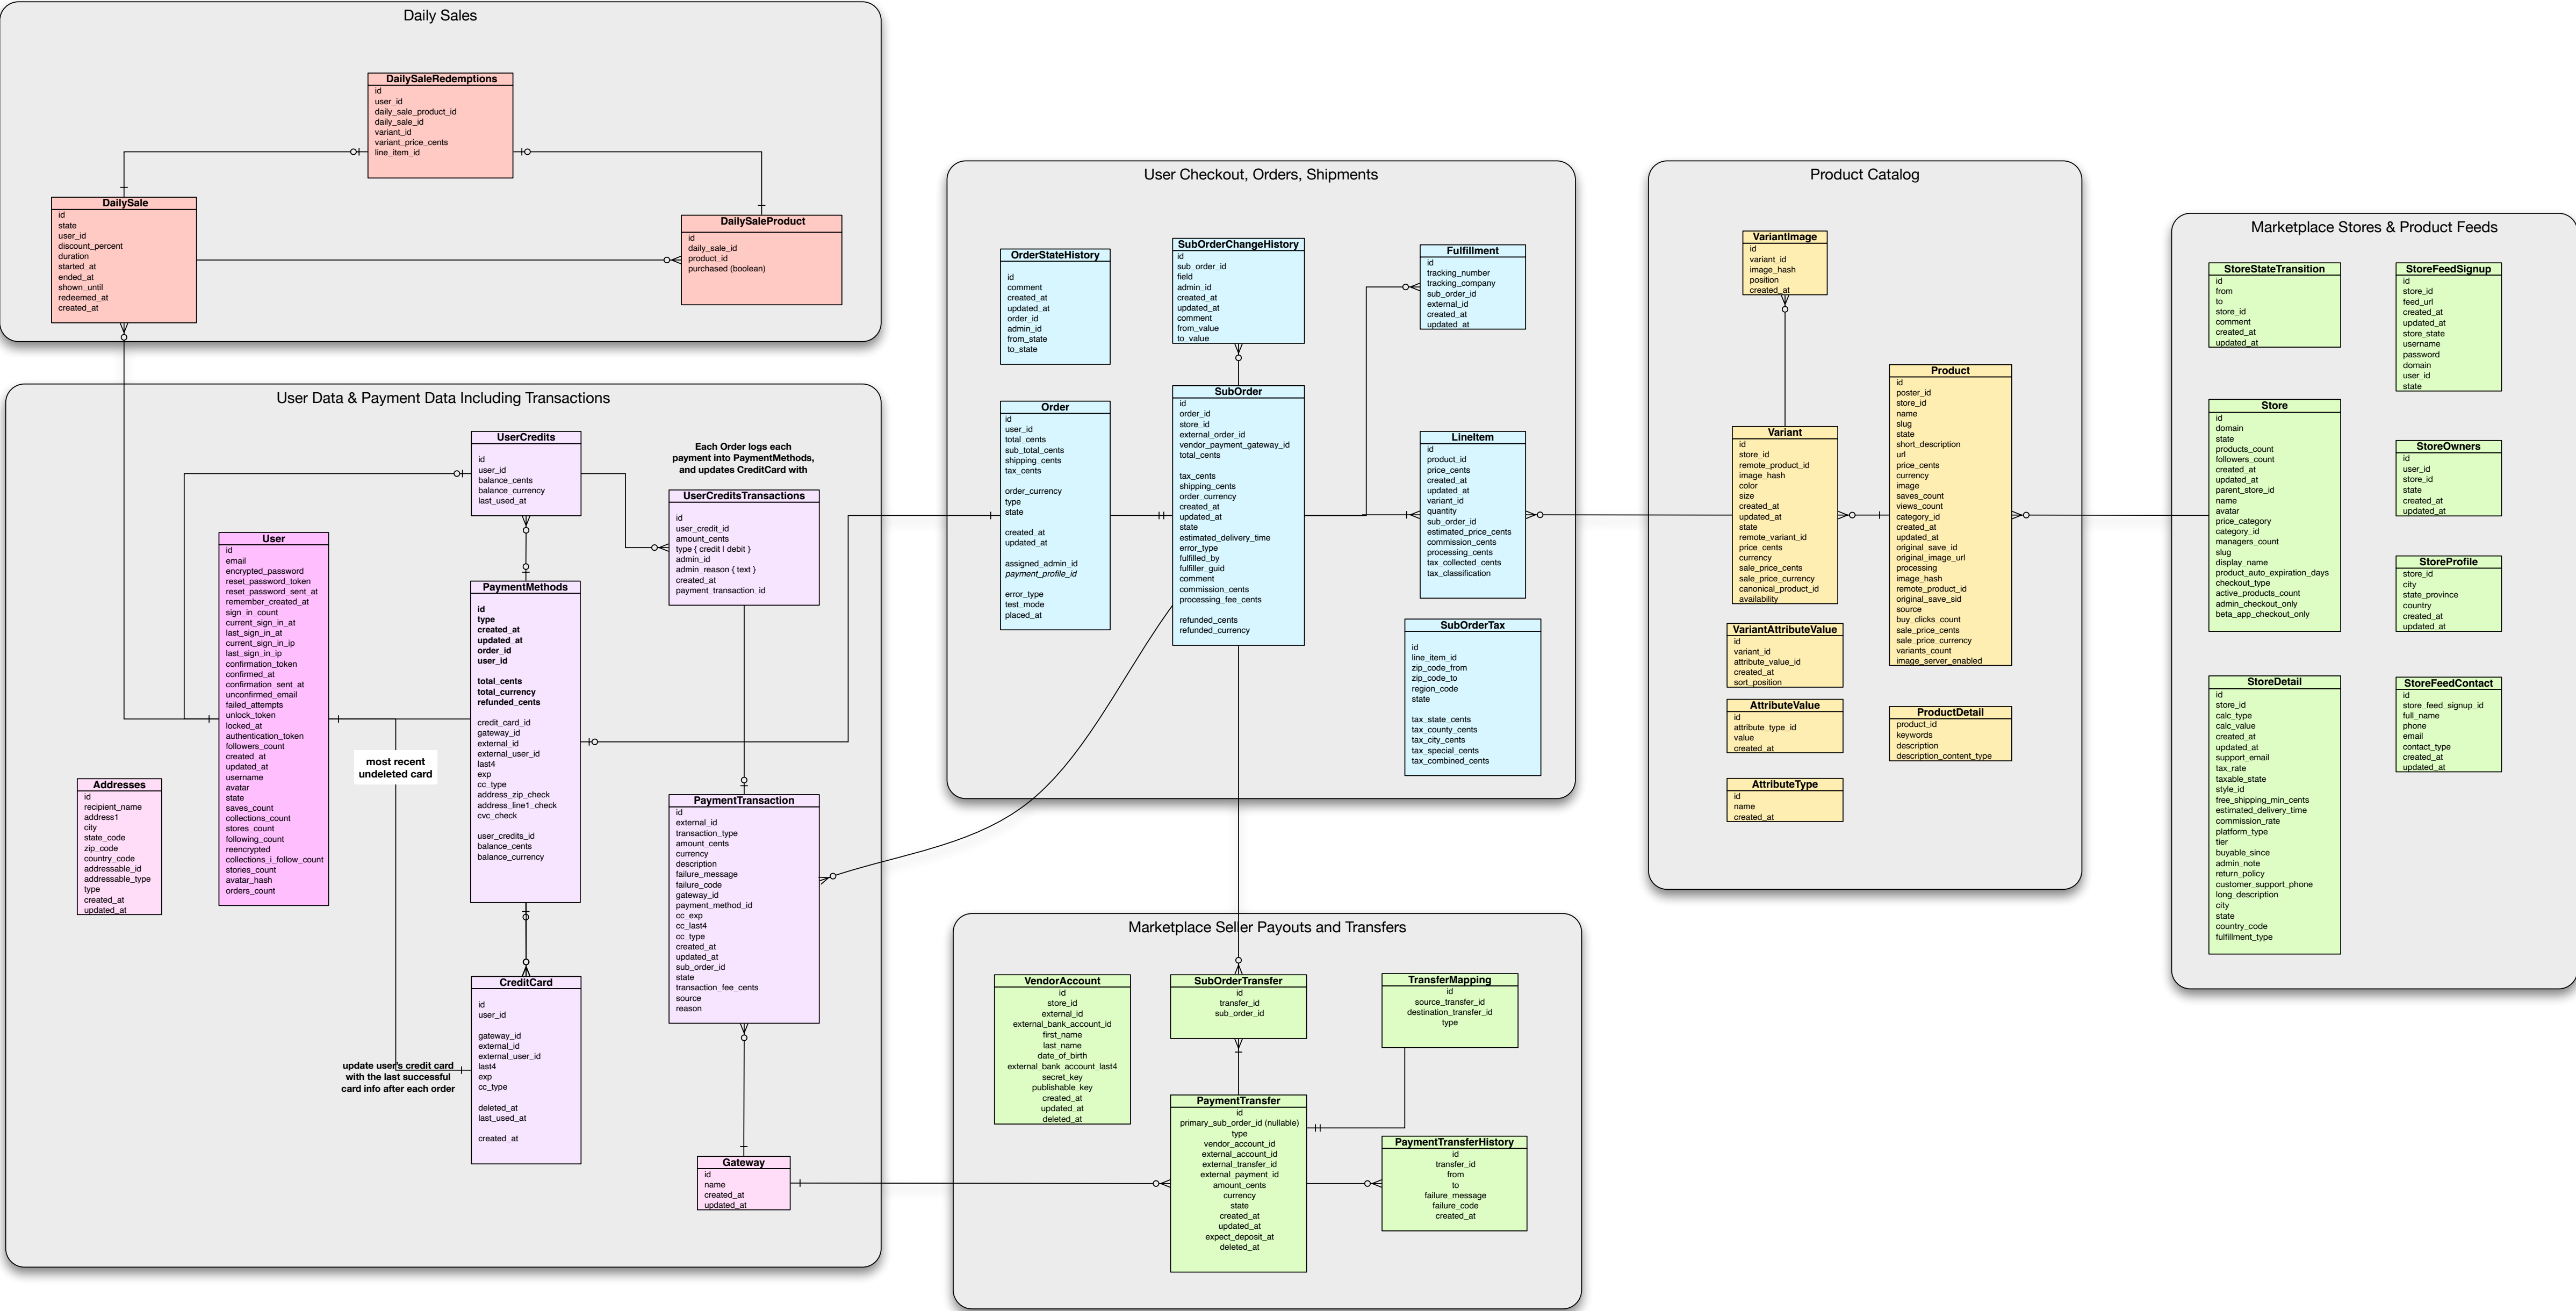 Daily Sales
DailySaleRedemptions
id
user_id
daily_sale_product_id
daily_sale_id
variant_id
variant_price_cents
line_item_id
DailySale
id
state
user_id
discount_percent
duration
started_at
ended_at
shown_until
redeemed_at
created_at
DailySaleProduct
id
daily_sale_id
product_id
purchased (boolean)
User Data & Payment Data Including Transactions
UserCredits
id
user_id
balance_cents
balance_currency
last_used_at
Each Order logs each
payment into PaymentMethods,
and updates CreditCard with
UserCreditsTransactions
id
user_credit_id
amount_cents
type { credit | debit }
admin_id
admin_reason { text }
created_at
payment_transaction_id
User
id
email
encrypted_password
reset_password_token
reset_password_sent_at
remember_created_at
sign_in_count
current_sign_in_at
last_sign_in_at
current_sign_in_ip
last_sign_in_ip
confirmation_token
confirmed_at
confirmation_sent_at
unconfirmed_email
failed_attempts
unlock_token
locked_at
authentication_token
followers_count
created_at
updated_at
username
avatar
state
saves_count
collections_count
stores_count
following_count
reencrypted
collections_i_follow_count
stories_count
avatar_hash
orders_count
PaymentMethods
id
type
created_at
updated_at
order_id
user_id
total_cents
total_currency
refunded_cents
credit_card_id
gateway_id
external_id
external_user_id
last4
exp
cc_type
address_zip_check
address_line1_check
cvc_check
user_credits_id
balance_cents
balance_currency
most recent
undeleted card
Addresses
id
recipient_name
address1
city
state_code
zip_code
country_code
addressable_id
addressable_type
type
created_at
updated_at
PaymentTransaction
id
external_id
transaction_type
amount_cents
currency
description
failure_message
failure_code
gateway_id
payment_method_id
cc_exp
cc_last4
cc_type
created_at
updated_at
sub_order_id
state
transaction_fee_cents
source
reason
CreditCard
id
user_id
gateway_id
external_id
external_user_id
last4
exp
cc_type
deleted_at
last_used_at
created_at
update user's credit card
with the last successful
card info after each order
Gateway
id
name
created_at
updated_at
User Checkout, Orders, Shipments
OrderStateHistory
id
comment
created_at
updated_at
order_id
admin_id
from_state
to_state
SubOrderChangeHistory
id
sub_order_id
field
admin_id
created_at
updated_at
comment
from_value
to_value
Fulfillment
id
tracking_number
tracking_company
sub_order_id
external_id
created_at
updated_at
Order
id
user_id
total_cents
sub_total_cents
shipping_cents
tax_cents
order_currency
type
state
created_at
updated_at
assigned_admin_id
payment_profile_id
error_type
test_mode
placed_at
SubOrder
id
order_id
store_id
external_order_id
vendor_payment_gateway_id
total_cents
tax_cents
shipping_cents
order_currency
created_at
updated_at
state
estimated_delivery_time
error_type
fulfilled_by
fulfiller_guid
comment
commission_cents
processing_fee_cents
refunded_cents
refunded_currency
LineItem
id
product_id
price_cents
created_at
updated_at
variant_id
quantity
sub_order_id
estimated_price_cents
commission_cents
processing_cents
tax_collected_cents
tax_classification
SubOrderTax
id
line_item_id
zip_code_from
zip_code_to
region_code
state
tax_state_cents
tax_county_cents
tax_city_cents
tax_special_cents
tax_combined_cents
Marketplace Seller Payouts and Transfers
VendorAccount
id
store_id
external_id
external_bank_account_id
first_name
last_name
date_of_birth
external_bank_account_last4
secret_key
publishable_key
created_at
updated_at
deleted_at
SubOrderTransfer
id
transfer_id
sub_order_id
TransferMapping
id
source_transfer_id
destination_transfer_id
type
PaymentTransfer
id
primary_sub_order_id (nullable)
type
vendor_account_id
external_account_id
external_transfer_id
external_payment_id
amount_cents
currency
state
created_at
updated_at
expect_deposit_at
deleted_at
PaymentTransferHistory
id
transfer_id
from
to
failure_message
failure_code
created_at
Product Catalog
VariantImage
id
variant_id
image_hash
position
created_at
Variant
id
store_id
remote_product_id
image_hash
color
size
created_at
updated_at
state
remote_variant_id
price_cents
currency
sale_price_cents
sale_price_currency
canonical_product_id
availability
Product
id
poster_id
store_id
name
slug
state
short_description
url
price_cents
currency
image
saves_count
views_count
category_id
created_at
updated_at
original_save_id
original_image_url
processing
image_hash
remote_product_id
original_save_sid
source
buy_clicks_count
sale_price_cents
sale_price_currency
variants_count
image_server_enabled
VariantAttributeValue
id
variant_id
attribute_value_id
created_at
sort_position
AttributeValue
id
attribute_type_id
value
created_at
ProductDetail
product_id
keywords
description
description_content_type
AttributeType
id
name
created_at
Marketplace Stores & Product Feeds
StoreStateTransition
id
from
to
store_id
comment
created_at
updated_at
StoreFeedSignup
id
store_id
feed_url
created_at
updated_at
store_state
username
password
domain
user_id
state
Store
id
domain
state
products_count
followers_count
created_at
updated_at
parent_store_id
name
avatar
price_category
category_id
managers_count
slug
display_name
product_auto_expiration_days
checkout_type
active_products_count
admin_checkout_only
beta_app_checkout_only
StoreOwners
id
user_id
store_id
state
created_at
updated_at
StoreProfile
store_id
city
state_province
country
created_at
updated_at
StoreDetail
id
store_id
calc_type
calc_value
created_at
updated_at
support_email
tax_rate
taxable_state
style_id
free_shipping_min_cents
estimated_delivery_time
commission_rate
platform_type
tier
buyable_since
admin_note
return_policy
customer_support_phone
long_description
city
state
country_code
fulfillment_type
StoreFeedContact
id
store_feed_signup_id
full_name
phone
email
contact_type
created_at
updated_at